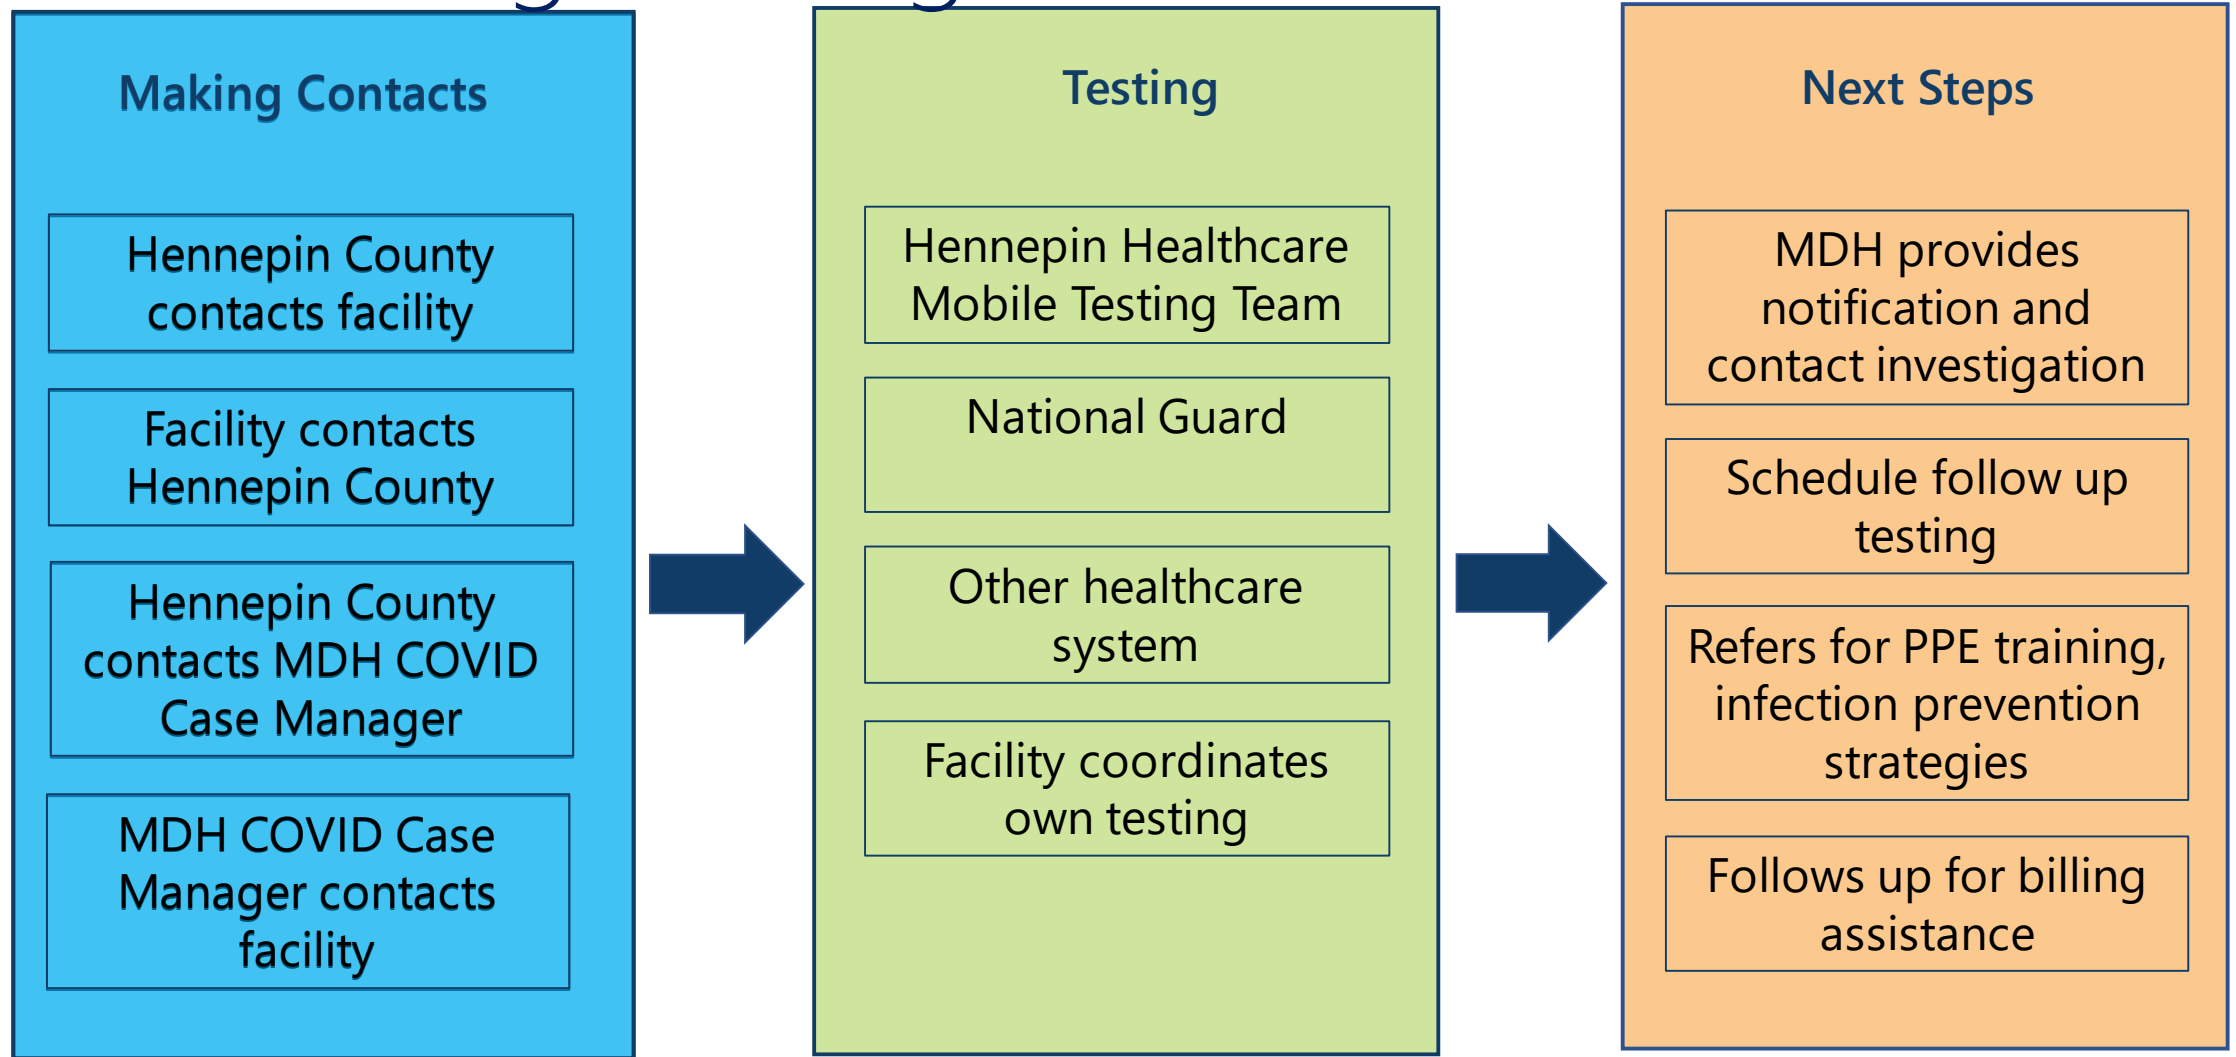 Making Contacts
Hennepin County
contacts facility
Facility contacts
Hennepin County
Hennepin County
contacts MDH COVID
Case Manager
MDH COVID Case
Manager contacts
facility
Testing
Hennepin Healthcare
Mobile Testing Team
National Guard
Other healthcare
system
Facility coordinates
own testing
Next Steps
MDH provides
notification and
contact investigation
Schedule follow up
testing
Refers for PPE training,
infection prevention
strategies
Follows up for billing
assistance